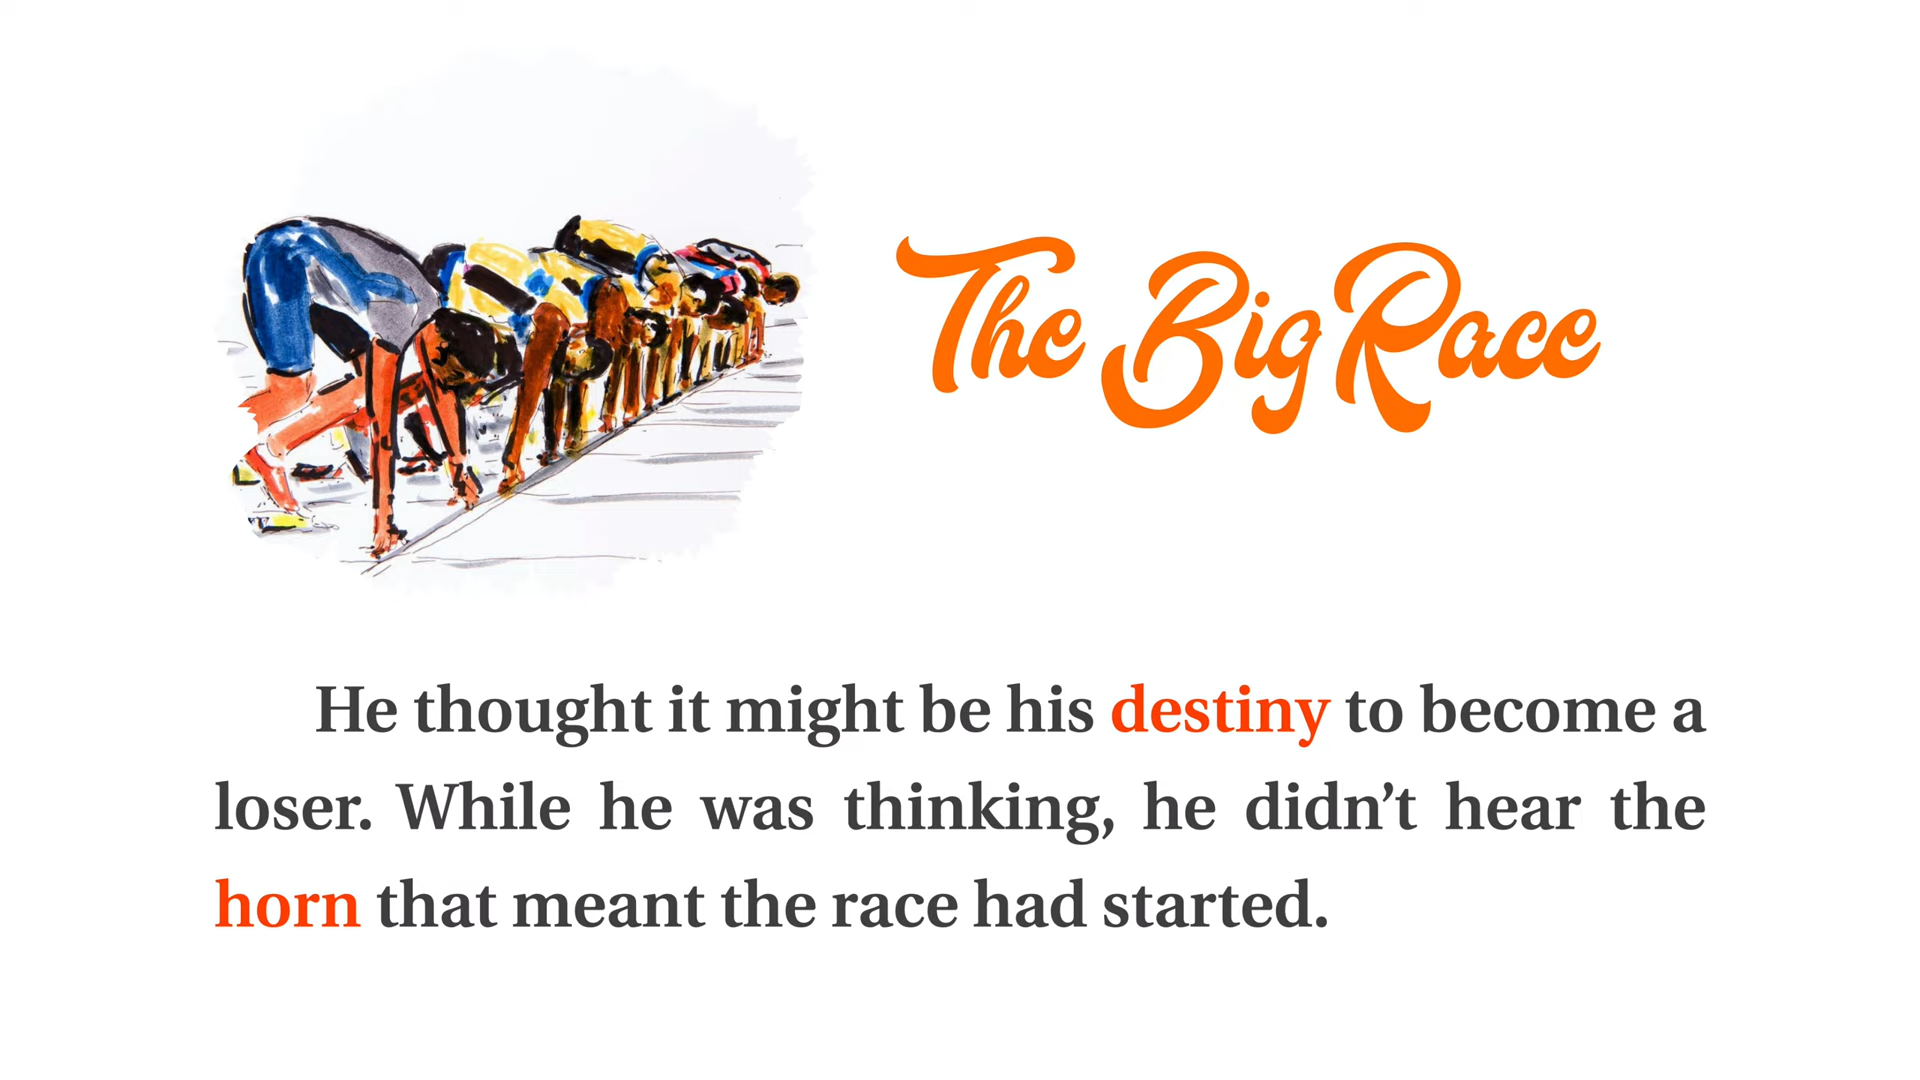 The Big Race
He thought it might be his destiny to become a
loser. While he was thinking, he didn’t hear the
horn that meant the race had started.